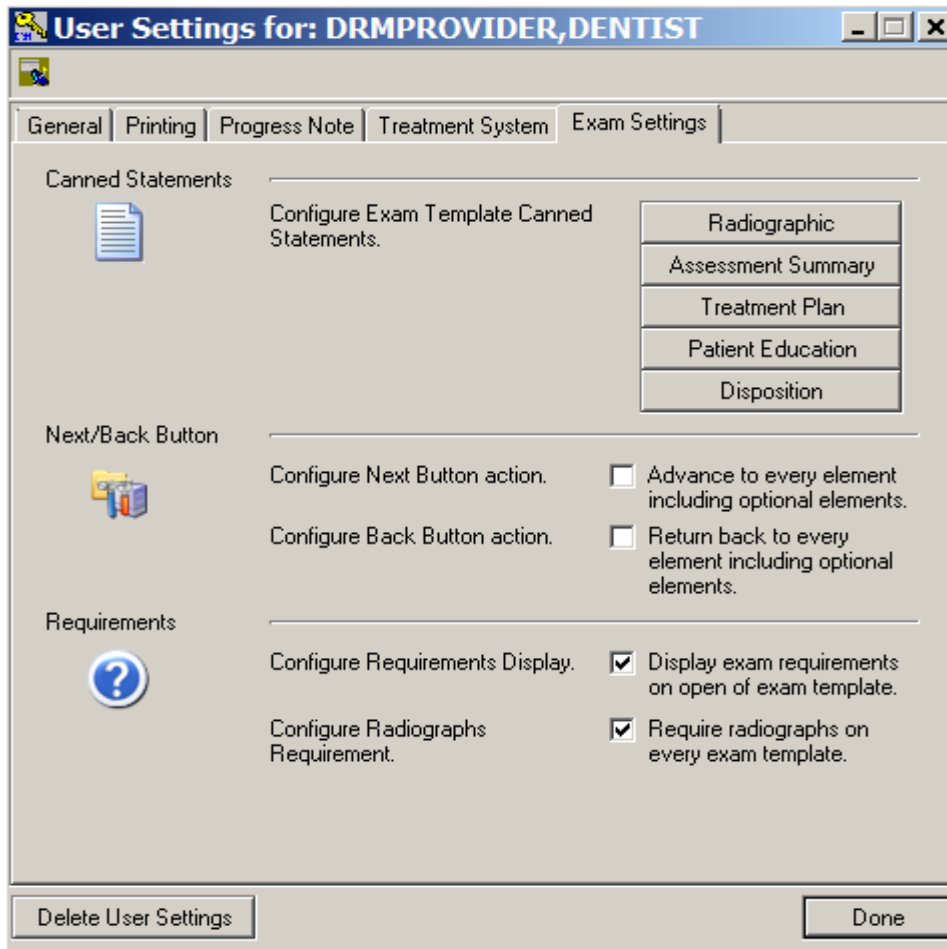 User Settings for: DRMPROVIDER,DENTIST
General
Printing
Progress Note
Treatment System
Exam Settings
Canned Statements
Configure Exam Template Canned
Statements.
Radiographic
Assessment Summary
Treatment Plan
Patient Education
Disposition
Next/Back Button
Configure Next Button action.
Advance to every element
including optional elements.
Configure Back Button action.
Return back to every
element including optional
elements.
Requirements
Configure Requirements Display.
Display exam requirements
on open of exam template.
Configure Radiographs
Requirement.
Require radiographs on
every exam template.
Delete User Settings
Done